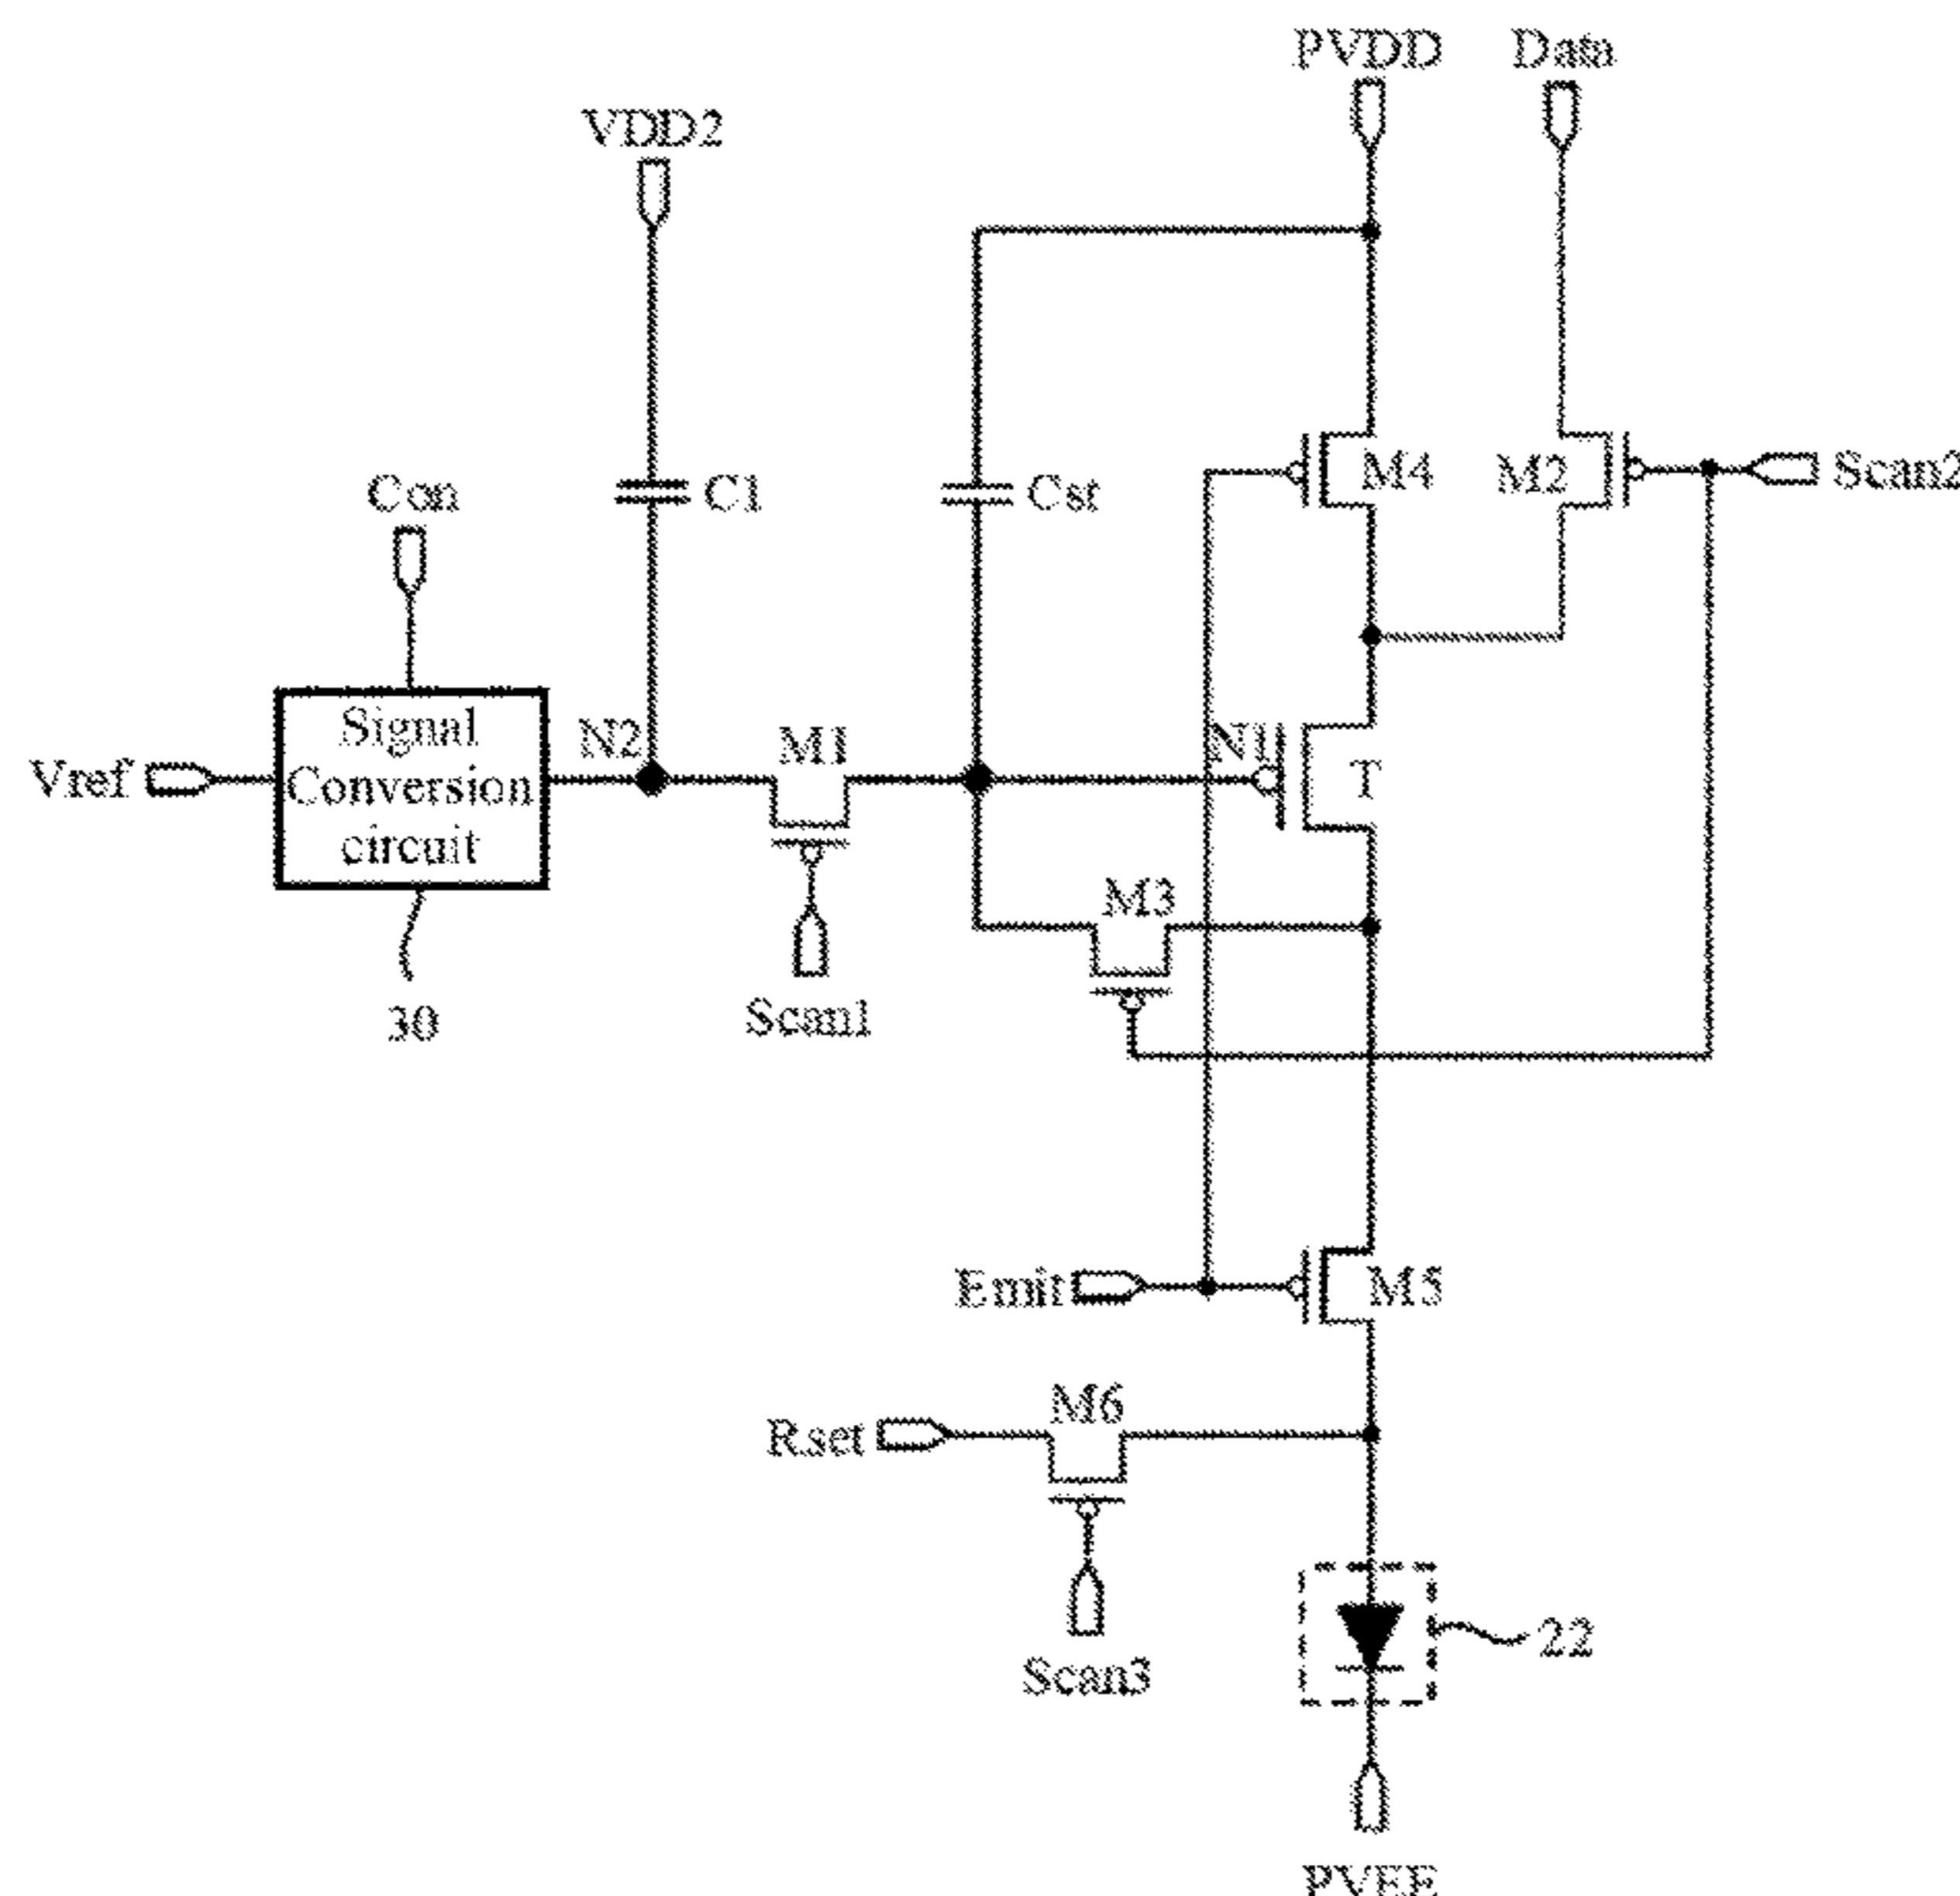 PVDD
Data
VDD2
Con
C1
Cst
M4
M2
Scan2
Signal
Conversion
circuit
N2
M1
N1
T
Vref
M3
30
Scan1
Emit
M5
M6
Rset
22
Scan3
PVEE